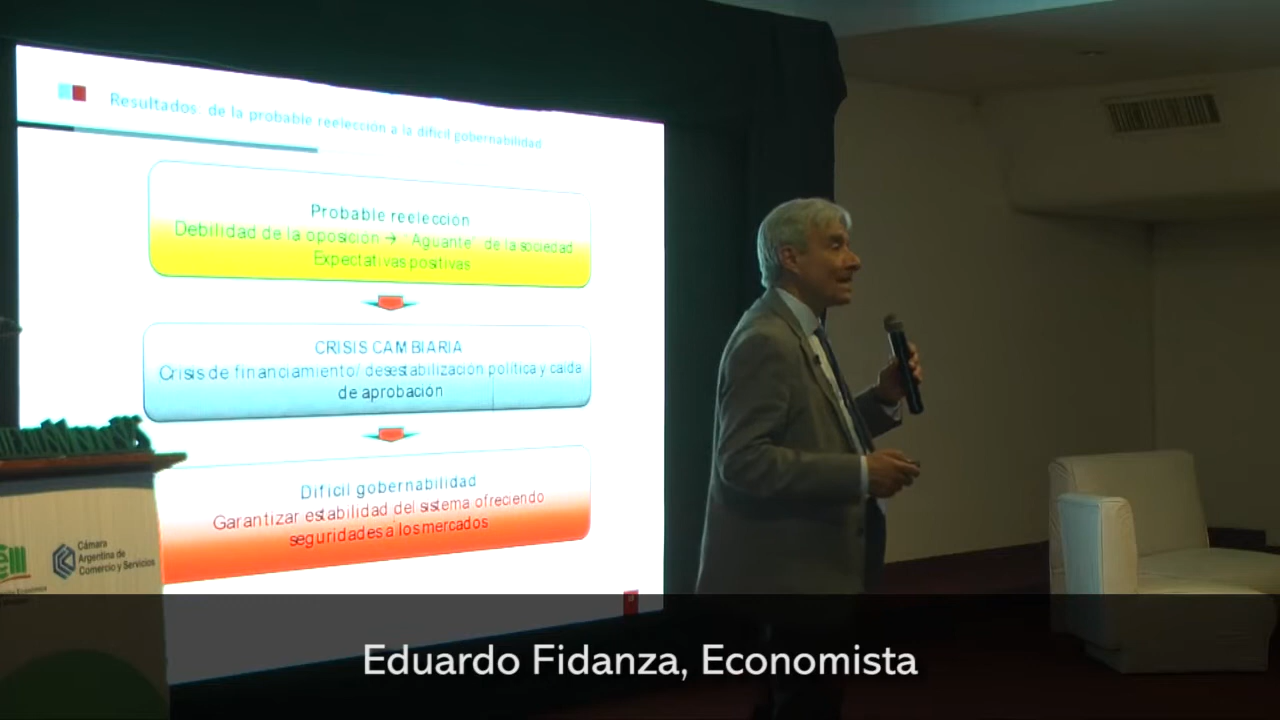 Resultados de la probable reelección a la difícil gobernabilidad
Probable reelección
Debilidad de la oposición → "Aguante" de la sociedad
Expectativas positivas
CRISIS CAMBIARIA
Crisis de financiamiento/ desestabilización política y caída
de aprobación
Difícil gobernabilidad
Garantizar estabilidad del sistema ofreciendo
seguridades a los mercados
Cámara
Argentina de
Comercio y Servicios
Eduardo Fidanza, Economista